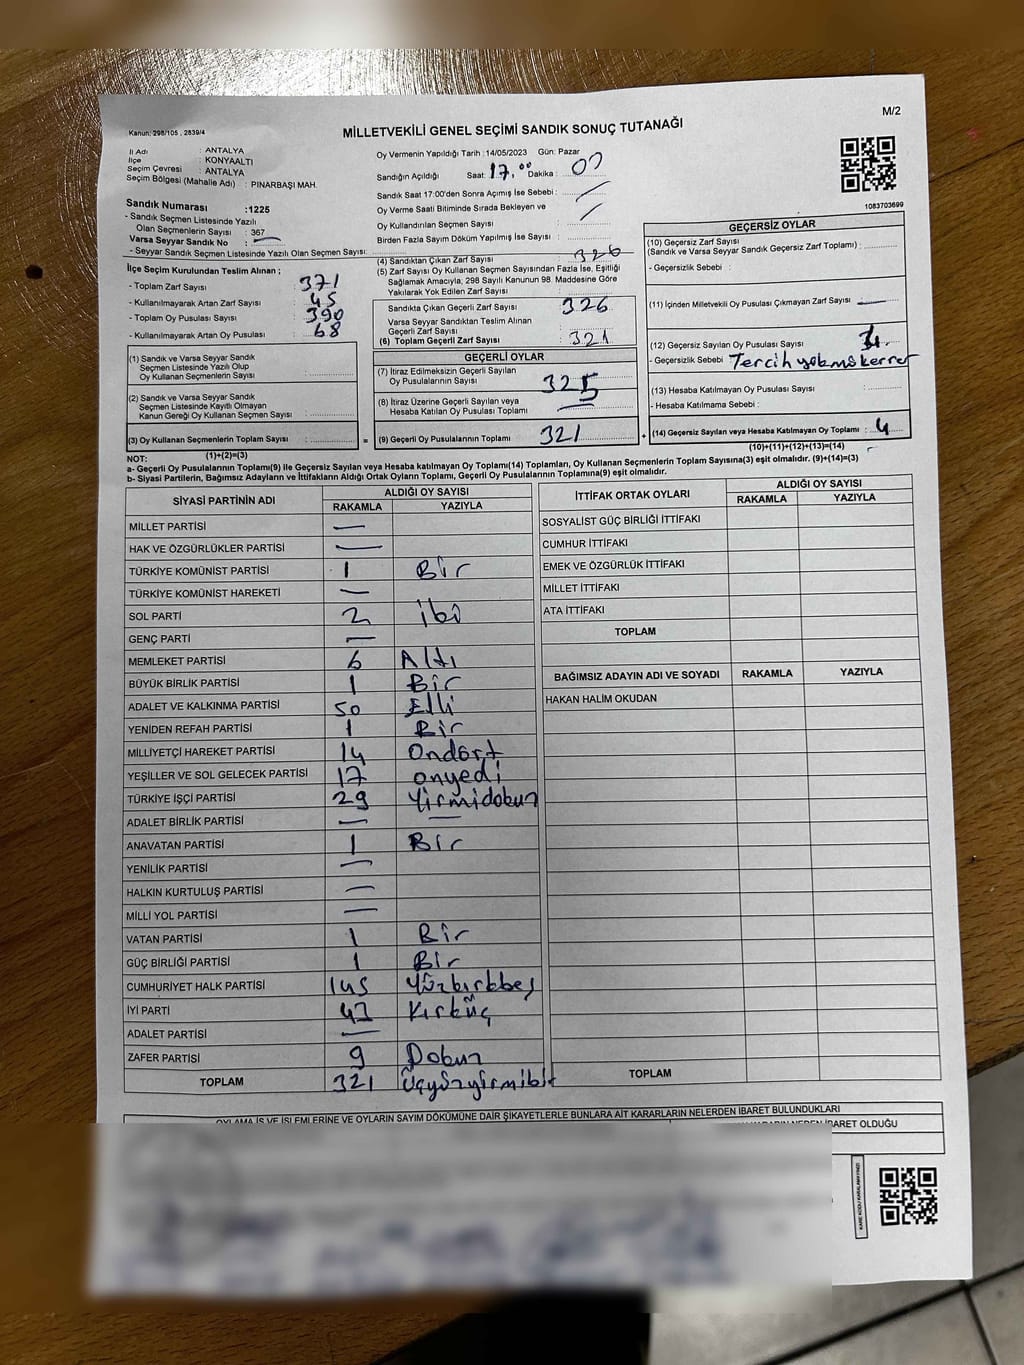 M/2
Kanun; 298/105 , 2839/4
MİLLETVEKİLİ GENEL SEÇİMİ SANDIK SONUÇ TUTANAĞI
İl Adı : ANTALYA
İlçe : KONYAALTI
Seçim Çevresi : ANTALYA
Seçim Bölgesi (Mahalle Adı) : PINARBAŞI MAH.
Sandık Numarası :1225
- Sandık Seçmen Listesinde Yazılı
Olan Seçmenlerin Sayısı : 367
Varsa Seyyar Sandık No : —
- Seyyar Sandık Seçmen Listesinde Yazılı Olan Seçmen Sayısı:
Oy Vermenin Yapıldığı Tarih :14/05/2023 Gün: Pazar
Sandığın Açıldığı Saat: 17.00 Dakika : 00
Sandık Saat 17:00'den Sonra Açımış İse Sebebi :
Oy Verme Saati Bitiminde Sırada Bekleyen ve
Oy Kullandırılan Seçmen Sayısı :
Birden Fazla Sayım Döküm Yapılmış İse Sayısı :
1083703699
İlçe Seçim Kurulundan Teslim Alınan ;
- Toplam Zarf Sayısı : 371
- Kullanılmayarak Artan Zarf Sayısı : 45
- Toplam Oy Pusulası Sayısı : 390
- Kullanılmayarak Artan Oy Pusulası : 68
(1) Sandık ve Varsa Seyyar Sandık
Seçmen Listesinde Yazılı Olup
Oy Kullanan Seçmenlerin Sayısı :
(2) Sandık ve Varsa Seyyar Sandık
Seçmen Listesinde Kayıtlı Olmayan
Kanun Gereği Oy Kullanan Seçmen Sayısı :
(3) Oy Kullanan Seçmenlerin Toplam Sayısı :
(4) Sandıktan Çıkan Zarf Sayısı : 326
(5) Zarf Sayısı Oy Kullanan Seçmen Sayısından Fazla İse, Eşitliği
Sağlamak Amacıyla, 298 Sayılı Kanunun 98. Maddesine Göre
Yakılarak Yok Edilen Zarf Sayısı :
Sandıkta Çıkan Geçerli Zarf Sayısı : 326
Varsa Seyyar Sandıktan Teslim Alınan
Geçerli Zarf Sayısı :
(6) Toplam Geçerli Zarf Sayısı : 321
GEÇERLİ OYLAR
(7) İtiraz Edilmeksizin Geçerli Sayılan
Oy Pusulalarının Sayısı : 325
(8) İtiraz Üzerine Geçerli Sayılan veya
Hesaba Katılan Oy Pusulası Toplamı : —
= (9) Geçerli Oy Pusulalarının Toplamı : 321
GEÇERSİZ OYLAR
(10) Geçersiz Zarf Sayısı
(Sandık ve Varsa Seyyar Sandık Geçersiz Zarf Toplamı) :
- Geçersizlik Sebebi :
(11) İçinden Milletvekili Oy Pusulası Çıkmayan Zarf Sayısı : —
(12) Geçersiz Sayılan Oy Pusulası Sayısı :
- Geçersizlik Sebebi : Tercih yok mükerrer
(13) Hesaba Katılmayan Oy Pusulası Sayısı :
- Hesaba Katılmama Sebebi :
+ (14) Geçersiz Sayılan veya Hesaba Katılmayan Oy Toplamı : 4
NOT: (1)+(2)=(3)
(10)+(11)+(12)+(13)=(14)
a- Geçerli Oy Pusulalarının Toplamı(9) ile Geçersiz Sayılan veya Hesaba katılmayan Oy Toplamı(14) Toplamları, Oy Kullanan Seçmenlerin Toplam Sayısına(3) eşit olmalıdır. (9)+(14)=(3)
b- Siyasi Partilerin, Bağımsız Adayların ve İttifakların Aldığı Ortak Oyların Toplamı, Geçerli Oy Pusulalarının Toplamına(9) eşit olmalıdır.
SİYASİ PARTİNİN ADI ALDIĞI OY SAYISI
RAKAMLA YAZIYLA
MİLLET PARTİSİ —
HAK VE ÖZGÜRLÜKLER PARTİSİ —
TÜRKİYE KOMÜNİST PARTİSİ 1 Bir
TÜRKİYE KOMÜNİST HAREKETİ —
SOL PARTİ 2 iki
GENÇ PARTİ —
MEMLEKET PARTİSİ 6 Altı
BÜYÜK BİRLİK PARTİSİ 1 Bir
ADALET VE KALKINMA PARTİSİ 50 Elli
YENİDEN REFAH PARTİSİ 1 Bir
MİLLİYETÇİ HAREKET PARTİSİ 14 Ondört
YEŞİLLER VE SOL GELECEK PARTİSİ 17 onyedi
TÜRKİYE İŞÇİ PARTİSİ 29 Yirmidokuz
ADALET BİRLİK PARTİSİ — —
ANAVATAN PARTİSİ 1 Bir
YENİLİK PARTİSİ —
HALKIN KURTULUŞ PARTİSİ —
MİLLİ YOL PARTİSİ —
VATAN PARTİSİ 1 Bir
GÜÇ BİRLİĞİ PARTİSİ 1 Bir
CUMHURİYET HALK PARTİSİ 145 Yüzkırkbeş
İYİ PARTİ 43 Kırküç
ADALET PARTİSİ —
ZAFER PARTİSİ 9 Dokuz
TOPLAM 321 Üçyüzyirmibir
İTTİFAK ORTAK OYLARI ALDIĞI OY SAYISI
RAKAMLA YAZIYLA
SOSYALİST GÜÇ BİRLİĞİ İTTİFAKI
CUMHUR İTTİFAKI
EMEK VE ÖZGÜRLÜK İTTİFAKI
MİLLET İTTİFAKI
ATA İTTİFAKI
TOPLAM
BAĞIMSIZ ADAYIN ADI VE SOYADI RAKAMLA YAZIYLA
HAKAN HALİM OKUDAN
TOPLAM
OYLAMA İŞ VE İŞLEMLERİNE VE OYLARIN SAYIM DÖKÜMÜNE DAİR ŞİKAYETLERLE BUNLARA AİT KARARLARIN NELERDEN İBARET BULUNDUKLARI
İBARET OLDUĞU